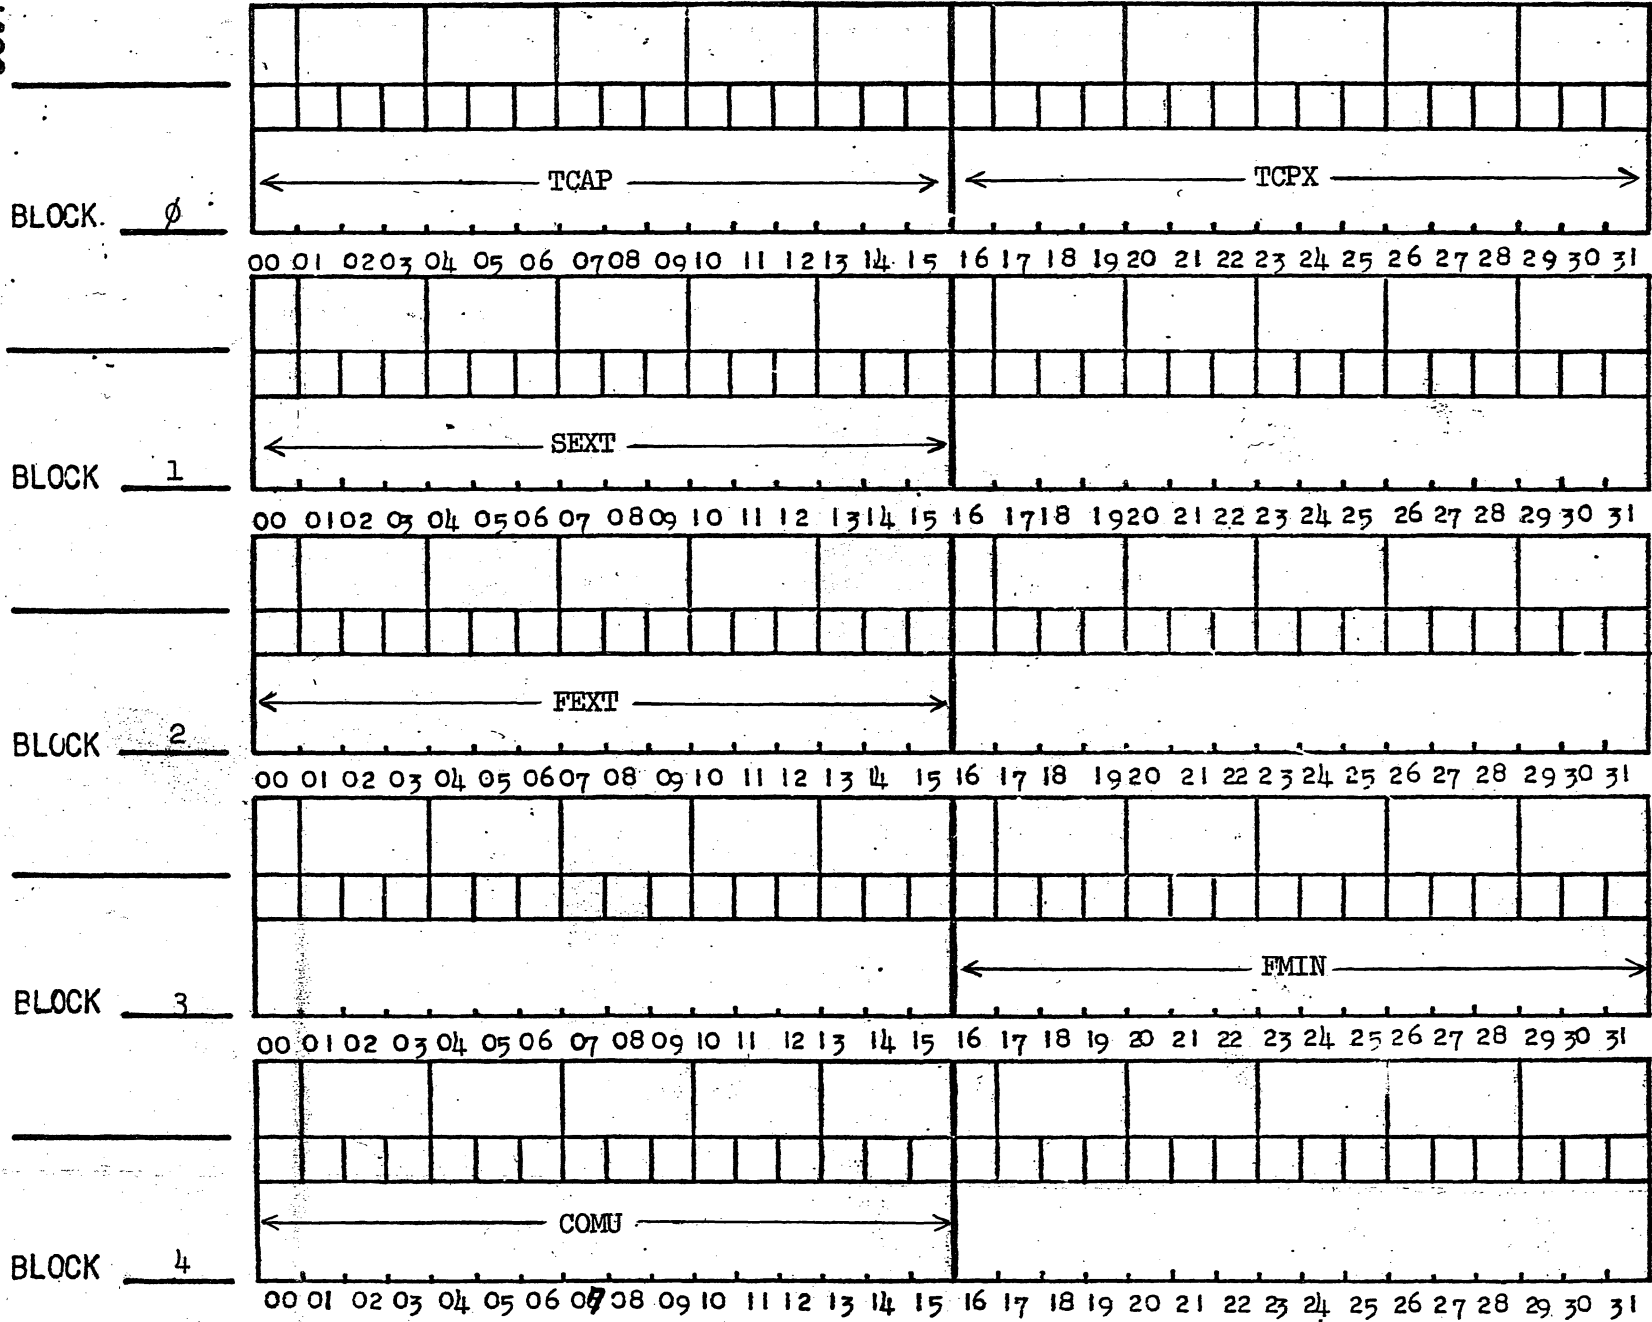 TCAP TCPX
BLOCK. ∅
00 01 02 03 04 05 06 07 08 09 10 11 12 13 14 15 16 17 18 19 20 21 22 23 24 25 26 27 28 29 30 31
SEXT
BLOCK 1
00 01 02 03 04 05 06 07 08 09 10 11 12 13 14 15 16 17 18 19 20 21 22 23 24 25 26 27 28 29 30 31
FEXT
BLOCK 2
00 01 02 03 04 05 06 07 08 09 10 11 12 13 14 15 16 17 18 19 20 21 22 23 24 25 26 27 28 29 30 31
FMIN
BLOCK 3
00 01 02 03 04 05 06 07 08 09 10 11 12 13 14 15 16 17 18 19 20 21 22 23 24 25 26 27 28 29 30 31
COMU
BLOCK 4
00 01 02 03 04 05 06 07 08 09 10 11 12 13 14 15 16 17 18 19 20 21 22 23 24 25 26 27 28 29 30 31